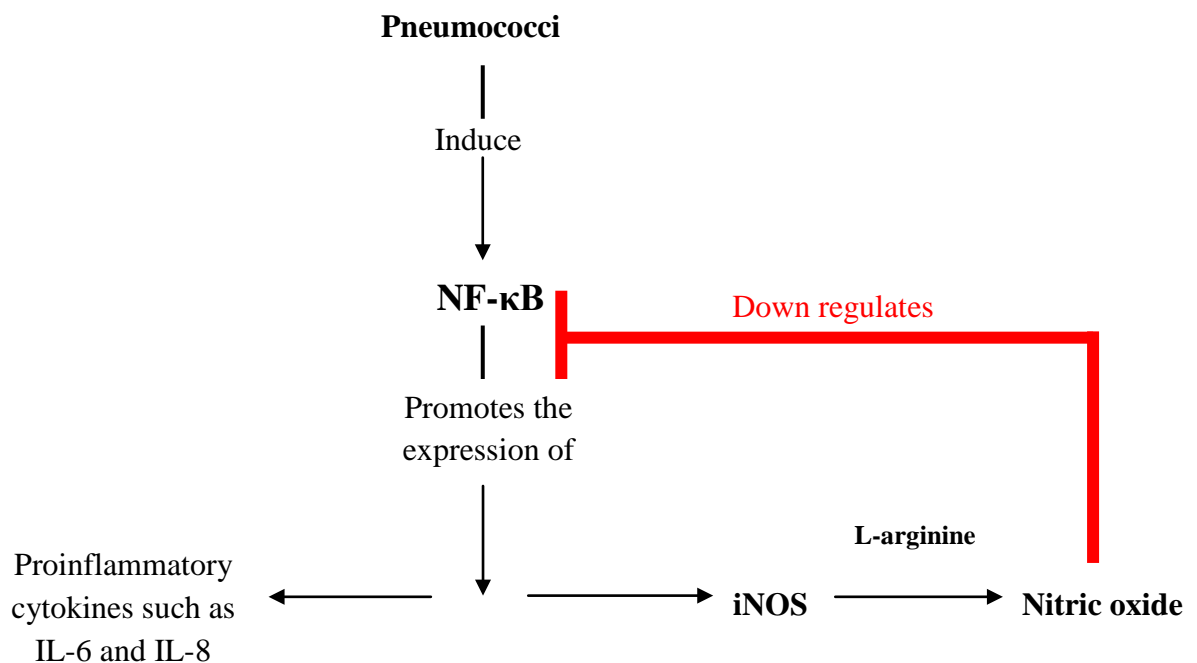 Pneumococci
Induce
NF-κB
Down regulates
Promotes the
expression of
L-arginine
Proinflammatory
cytokines such as
IL-6 and IL-8
iNOS
Nitric oxide